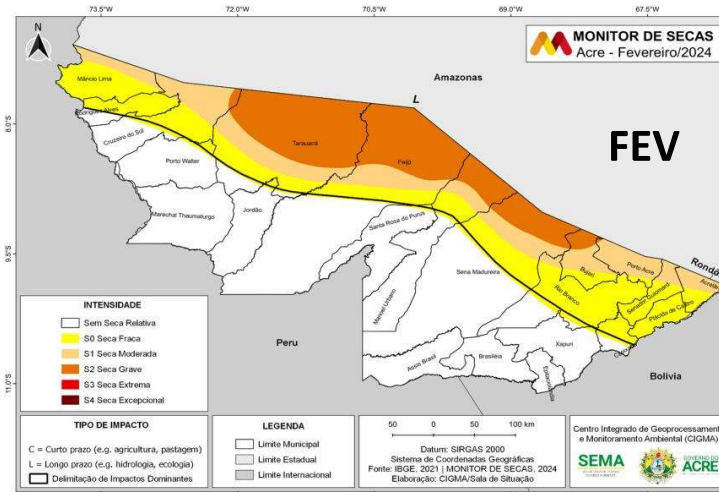 73.5°W
72.0°W
70.5°W
69.0°W
67.5°W
N
MONITOR DE SECAS
Acre - Fevereiro/2024
Amazonas
L
FEV
Mâncio Lima
Rodrigues Alves
8.0°S
Cruzeiro do Sul
Tarauacá
Feijó
Porto Walter
Marechal Thaumaturgo
Jordão
Santa Rosa do Purus
9.5°S
Sena Madureira
Manoel Urbano
Bujari
Porto Acre
Rondô
Acrelân
Rio Branco
Senador Guiomard
Plácido de Castro
Xapuri
Assis Brasil
Brasiléia
Epitaciolândia
Peru
Bolivia
11.0°S
INTENSIDADE
Sem Seca Relativa
S0 Seca Fraca
S1 Seca Moderada
S2 Seca Grave
S3 Seca Extrema
S4 Seca Excepcional
TIPO DE IMPACTO
C = Curto prazo (e.g. agricultura, pastagem)
L = Longo prazo (e.g. hidrologia, ecologia)
Delimitação de Impactos Dominantes
LEGENDA
Limite Municipal
Limite Estadual
Limite Internacional
50 0 50 100 km
Datum: SIRGAS 2000
Sistema de Coordenadas Geográficas
Fonte: IBGE, 2021 | MONITOR DE SECAS, 2024
Elaboração: CIGMA/Sala de Situação
Centro Integrado de Geoprocessament
e Monitoramento Ambiental (CIGMA)
SEMA
GOVERNO DO
ACRE